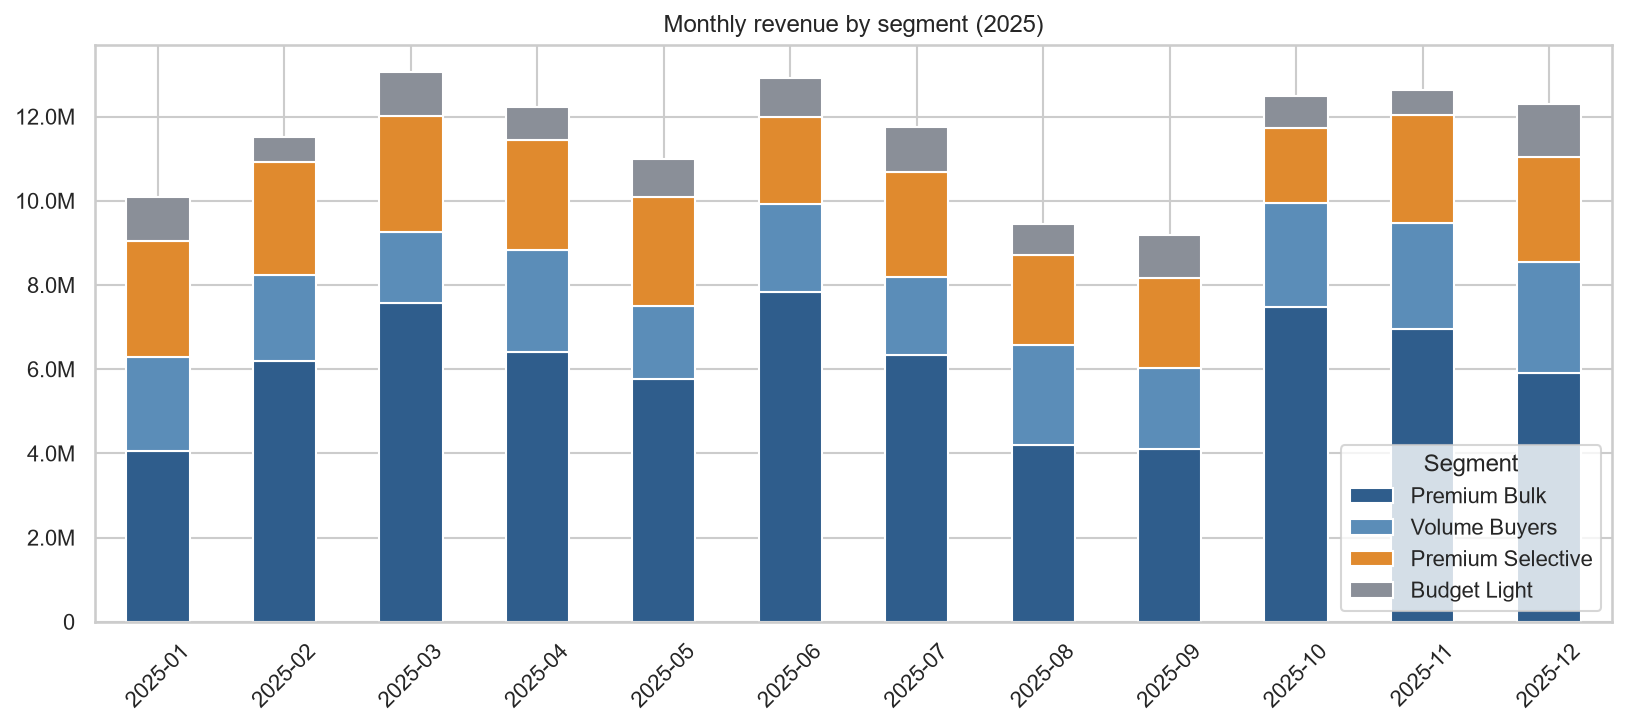 Monthly revenue by segment (2025)
12.0M
10.0M
8.0M
6.0M
4.0M
2.0M
0
Segment
Premium Bulk
Volume Buyers
Premium Selective
Budget Light
2025-01
2025-02
2025-03
2025-04
2025-05
2025-06
2025-07
2025-08
2025-09
2025-10
2025-11
2025-12